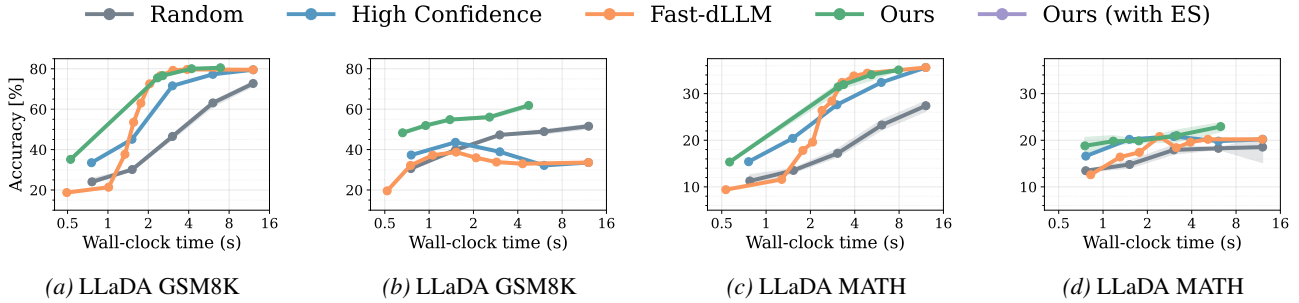 Random High Confidence Fast-dLLM Ours Ours (with ES)
Accuracy [%]
80
60
40
20
0.5 1 2 4 8 16
Wall-clock time (s)
(a) LLaDA GSM8K
80
60
40
20
0.5 1 2 4 8 16
Wall-clock time (s)
(b) LLaDA GSM8K
30
20
10
0.5 1 2 4 8 16
Wall-clock time (s)
(c) LLaDA MATH
30
20
10
0.5 1 2 4 8 16
Wall-clock time (s)
(d) LLaDA MATH